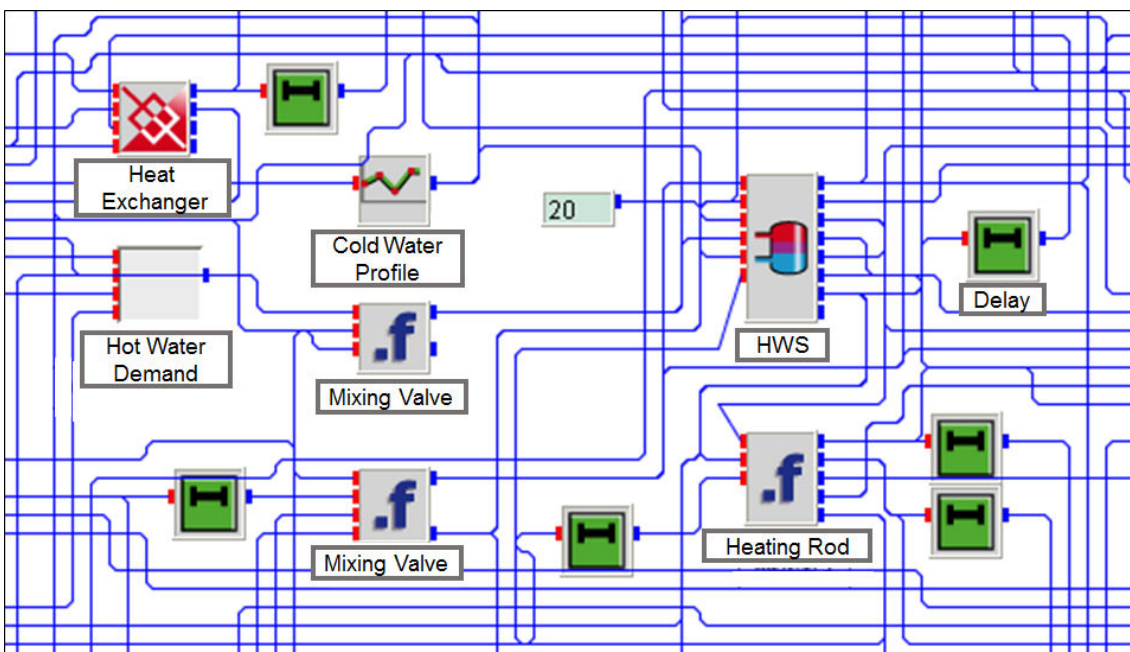 Heat
Exchanger
Cold Water
Profile
20
Hot Water
Demand
.f
Mixing Valve
HWS
Delay
.f
Mixing Valve
.f
Heating Rod